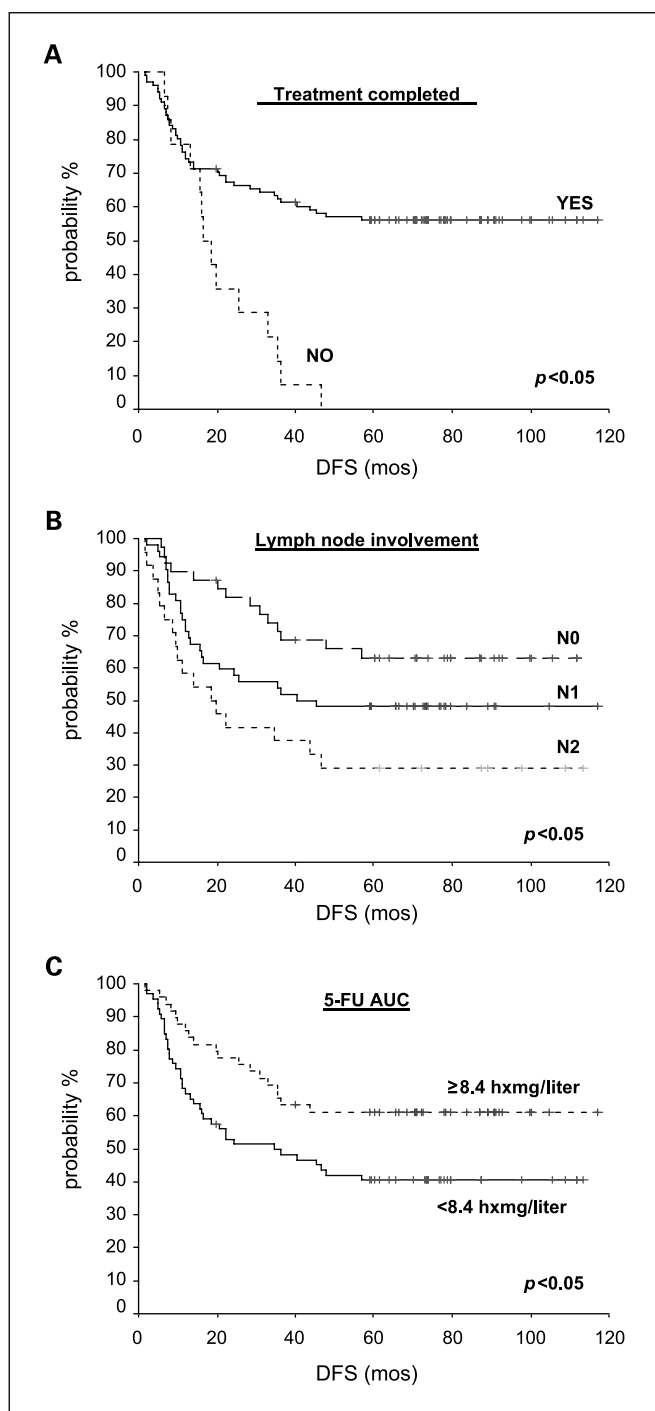 A
Treatment completed
100
90
80
70
60
50
40
30
20
10
0
probability %
YES
NO
p<0.05
0 20 40 60 80 100 120
DFS (mos)
B
Lymph node involvement
100
90
80
70
60
50
40
30
20
10
0
probability %
N0
N1
N2
p<0.05
0 20 40 60 80 100 120
DFS (mos)
C
5-FU AUC
100
90
80
70
60
50
40
30
20
10
0
probability %
≥8.4 hxmg/liter
<8.4 hxmg/liter
p<0.05
0 20 40 60 80 100 120
DFS (mos)